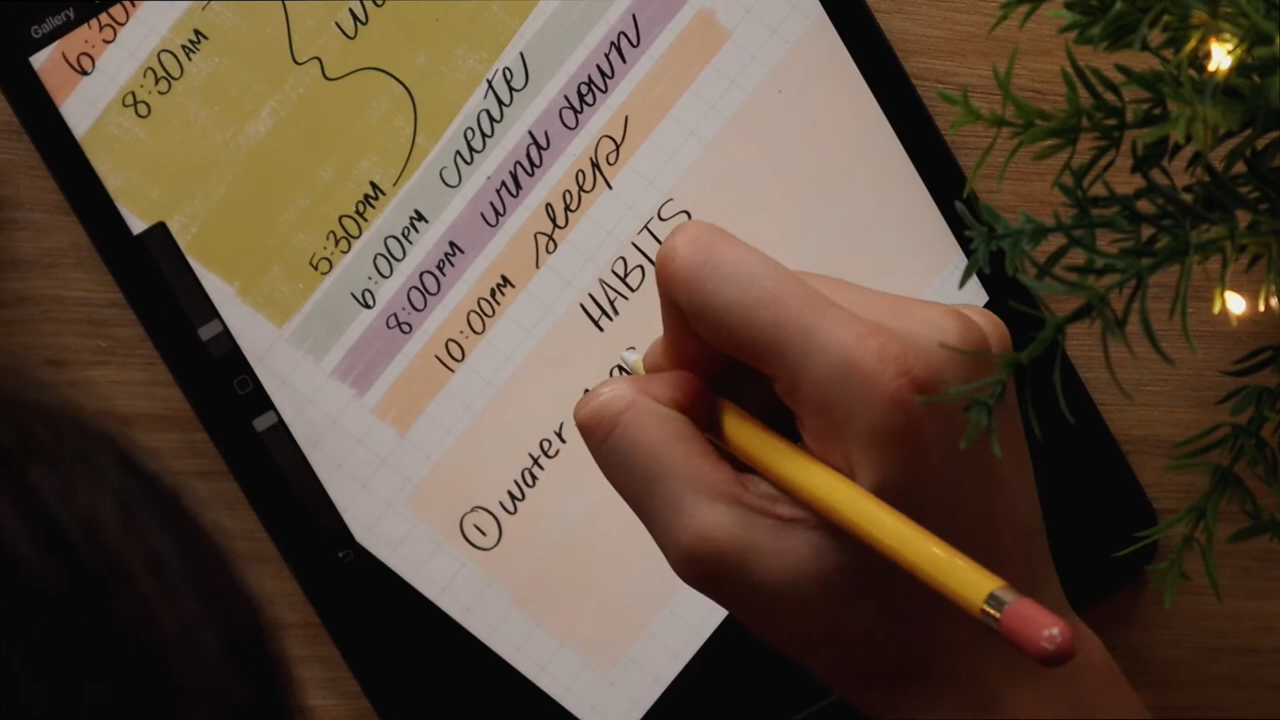 Gallery
6:30
8:30AM
5:30PM
6:00PM create
8:00PM wind down
10:00PM sleep
HABITS
① water